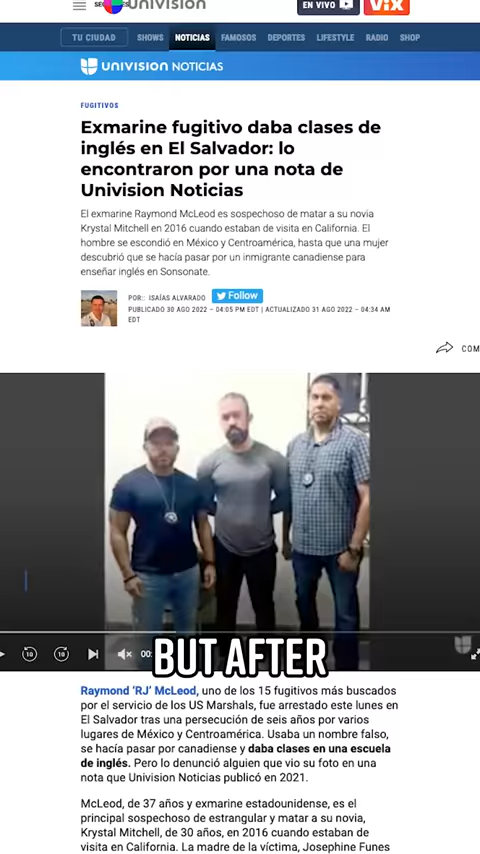 univision
EN VIVO
ViX
TU CIUDAD SHOWS NOTICIAS FAMOSOS DEPORTES LIFESTYLE RADIO SHOP
UNIVISION NOTICIAS
FUGITIVOS
Exmarine fugitivo daba clases de
inglés en El Salvador: lo
encontraron por una nota de
Univision Noticias
El exmarine Raymond McLeod es sospechoso de matar a su novia
Krystal Mitchell en 2016 cuando estaban de visita en California. El
hombre se escondió en México y Centroamérica, hasta que una mujer
descubrió que se hacía pasar por un inmigrante canadiense para
enseñar inglés en Sonsonate.
POR:: ISAÍAS ALVARADO Follow
PUBLICADO 30 AGO 2022 – 04:05 PM EDT | ACTUALIZADO 31 AGO 2022 – 04:34 AM
EDT
COM
10 10 00:
BUT AFTER
Raymond ‘RJ’ McLeod, uno de los 15 fugitivos más buscados
por el servicio de los US Marshals, fue arrestado este lunes en
El Salvador tras una persecución de seis años por varios
lugares de México y Centroamérica. Usaba un nombre falso,
se hacía pasar por canadiense y daba clases en una escuela
de inglés. Pero lo denunció alguien que vio su foto en una
nota que Univision Noticias publicó en 2021.
McLeod, de 37 años y exmarine estadounidense, es el
principal sospechoso de estrangular y matar a su novia,
Krystal Mitchell, de 30 años, en 2016 cuando estaban de
visita en California. La madre de la víctima, Josephine Funes